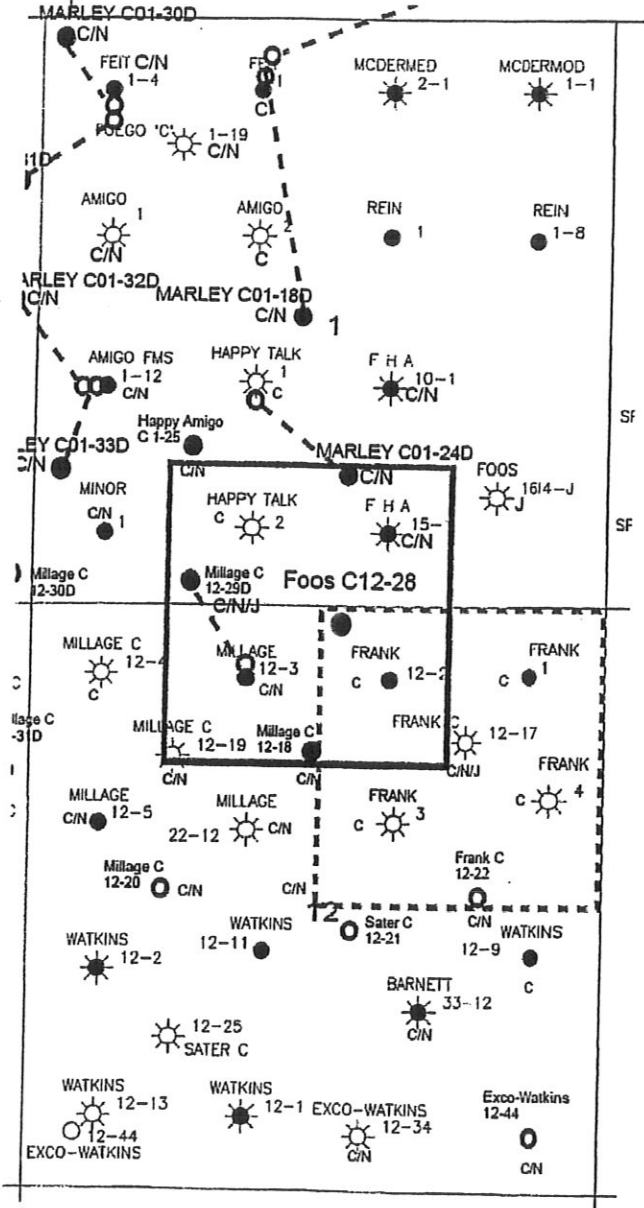 MARLEY C01-30D
C/N
FEIT C/N
1-4
1
C
MCDERMED
2-1
MCDERMOD
1-1
1-19
C/N
AMIGO
1
C/N
AMIGO
2
C
REIN
1
REIN
1-8
C01-32D
C/N
MARLEY C01-18D
C/N
1
AMIGO FMS
1-12
C/N
HAPPY TALK
1
C
F H A
10-1
C/N
SF
Happy Amigo
C 1-25
C/N
C01-33D
C/N
MARLEY C01-24D
C/N
FOOS
16I4-J
J
MINOR
C/N
1
HAPPY TALK
C
2
F H A
15-
C/N
SF
Millage C
12-30D
Millage C
12-29D
C/N/J
Foos C12-28
MILLAGE C
12-4
C
MILLAGE
12-3
C/N
FRANK
C
12-2
FRANK
1
C
C
-31D
MILLAGE C
12-19
C/N
Millage C
12-18
C/N
FRANK C
12-17
C/N/J
FRANK
C
4
MILLAGE
C/N
12-5
MILLAGE
22-12
C/N
FRANK
C
3
Millage C
12-20
C/N
C/N
12
Frank C
12-22
C/N
Sater C
12-21
WATKINS
12-2
WATKINS
12-11
WATKINS
12-9
C
BARNETT
33-12
C/N
12-25
SATER C
WATKINS
12-13
12-44
EXCO-WATKINS
WATKINS
12-1
EXCO-WATKINS
12-34
C/N
Exco-Watkins
12-44
C/N